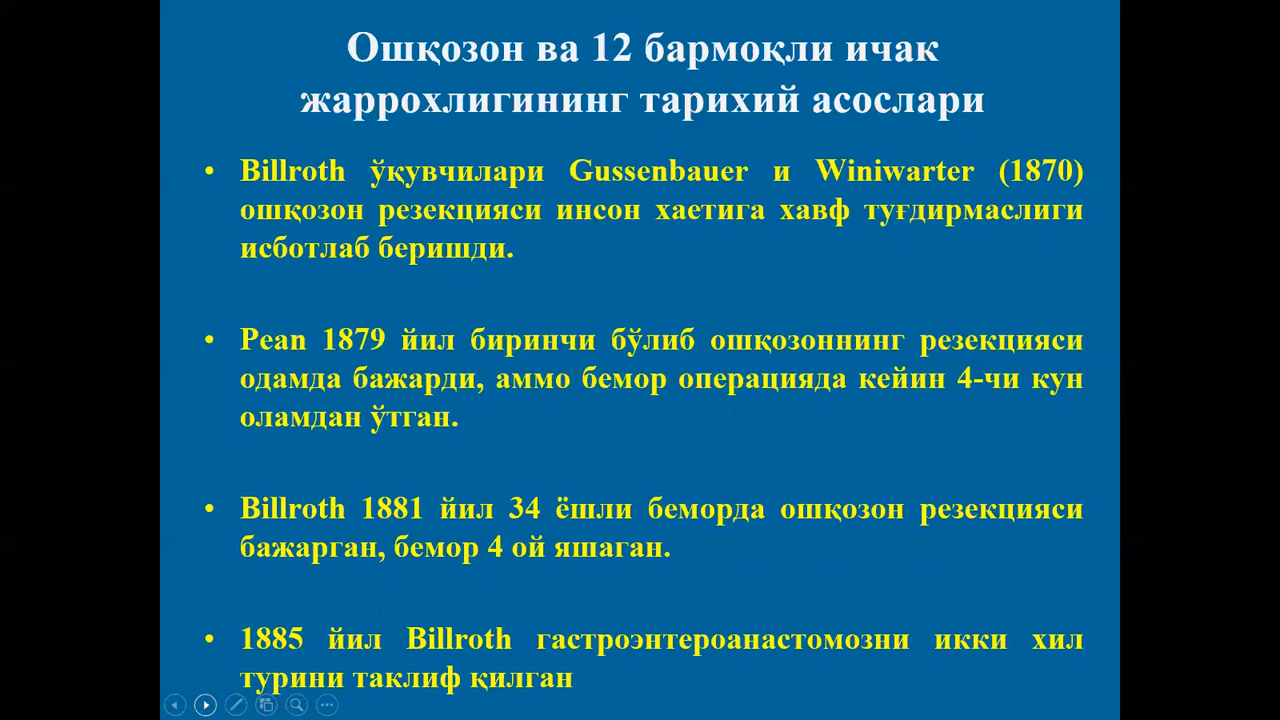 Ошқозон ва 12 бармоқли ичак
жаррохлигининг тарихий асослари
• Billroth ўқувчилари Gussenbauer и Winiwarter (1870)
ошқозон резекцияси инсон хаетига хавф туғдирмаслиги
исботлаб беришди.
• Pean 1879 йил биринчи бўлиб ошқозоннинг резекцияси
одамда бажарди, аммо бемор операцияда кейин 4-чи кун
оламдан ўтган.
• Billroth 1881 йил 34 ёшли беморда ошқозон резекцияси
бажарган, бемор 4 ой яшаган.
• 1885 йил Billroth гастроэнтероанастомозни икки хил
турини таклиф қилган